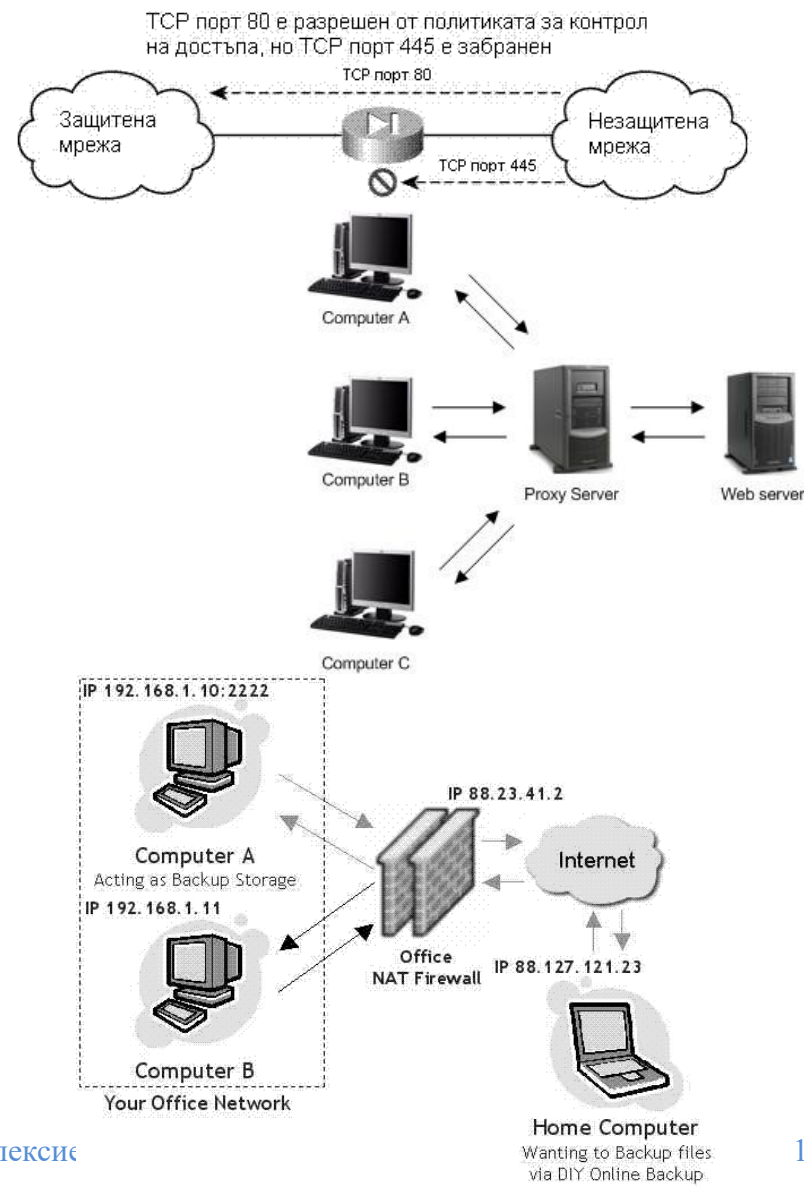 TCP порт 80 е разрешен от политиката за контрол
на достъпа, но TCP порт 445 е забранен
TCP порт 80
Защитена
мрежа
Незащитена
мрежа
TCP порт 445
Computer A
Computer B
Proxy Server
Web server
Computer C
IP 192.168.1.10:2222
IP 88.23.41.2
Computer A
Acting as Backup Storage
Internet
IP 192.168.1.11
Office
NAT Firewall
IP 88.127.121.23
Computer B
Your Office Network
Home Computer
Wanting to Backup files
via DIY Online Backup
1